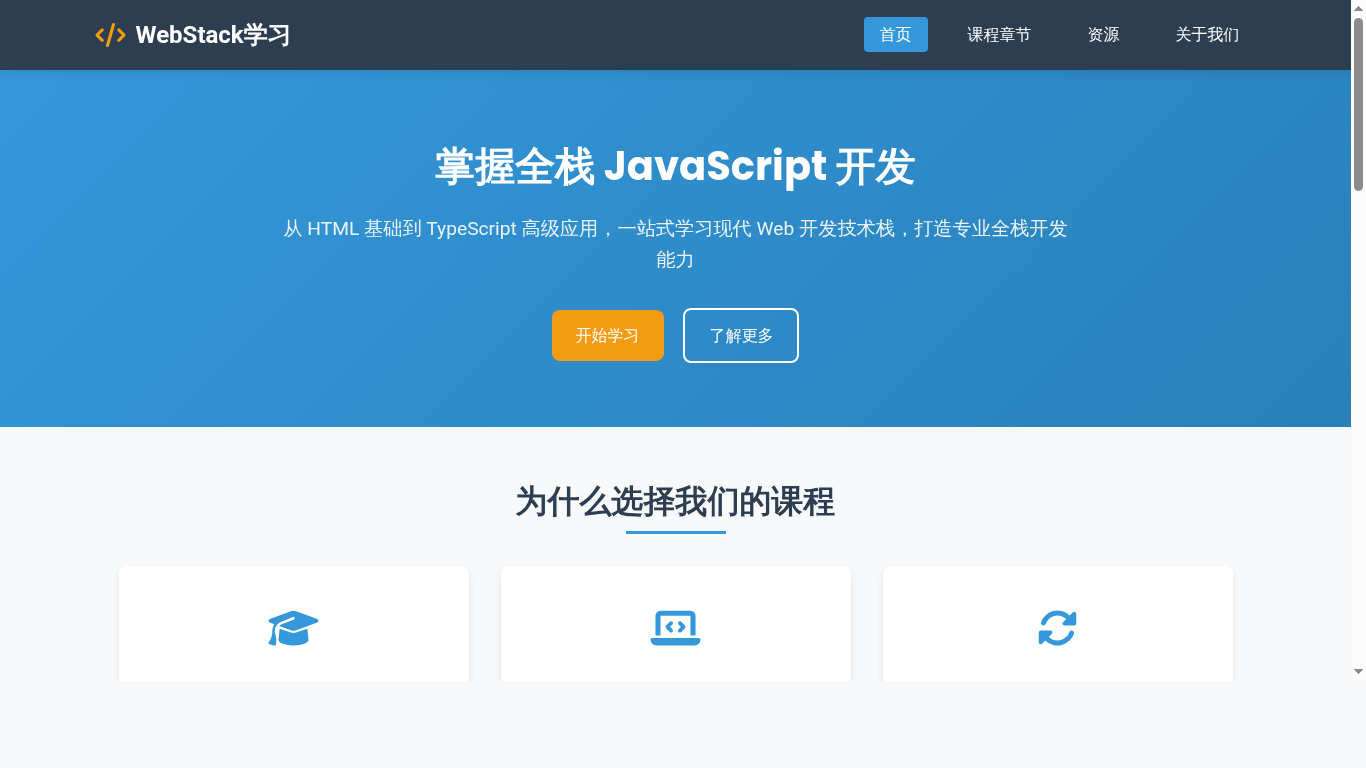 WebStack学习
首页
课程章节
资源
关于我们
掌握全栈 JavaScript 开发
从 HTML 基础到 TypeScript 高级应用，一站式学习现代 Web 开发技术栈，打造专业全栈开发
能力
开始学习
了解更多
为什么选择我们的课程